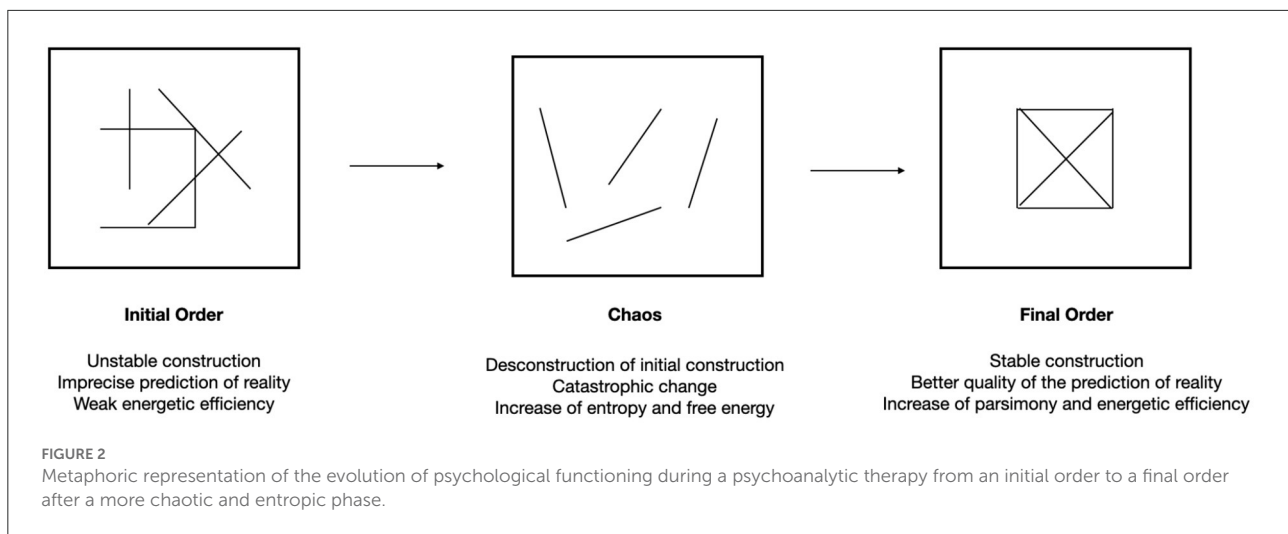 Initial Order
Unstable construction
Imprecise prediction of reality
Weak energetic efficiency
Chaos
Desconstruction of initial construction
Catastrophic change
Increase of entropy and free energy
Final Order
Stable construction
Better quality of the prediction of reality
Increase of parsimony and energetic efficiency
FIGURE 2
Metaphoric representation of the evolution of psychological functioning during a psychoanalytic therapy from an initial order to a final order
after a more chaotic and entropic phase.